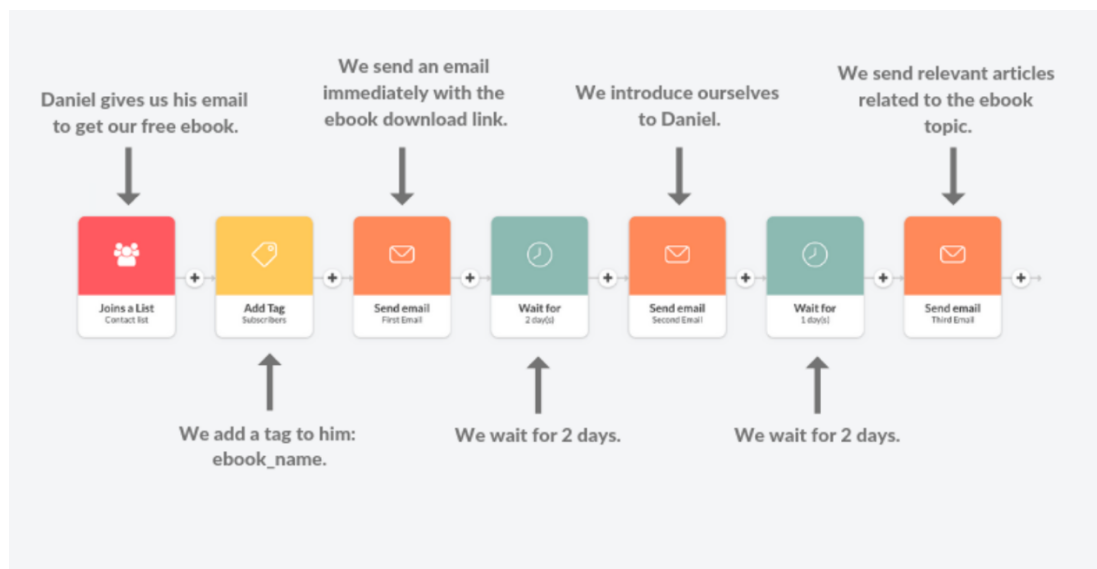 Daniel gives us his email
to get our free ebook.
We send an email
immediately with the
ebook download link.
We introduce ourselves
to Daniel.
We send relevant articles
related to the ebook
topic.
Joins a List
Contact list
Add Tag
Subscribers
Send email
First Email
Wait for
2 day(s)
Send email
Second Email
Wait for
1 day(s)
Send email
Third Email
We add a tag to him:
ebook_name.
We wait for 2 days.
We wait for 2 days.